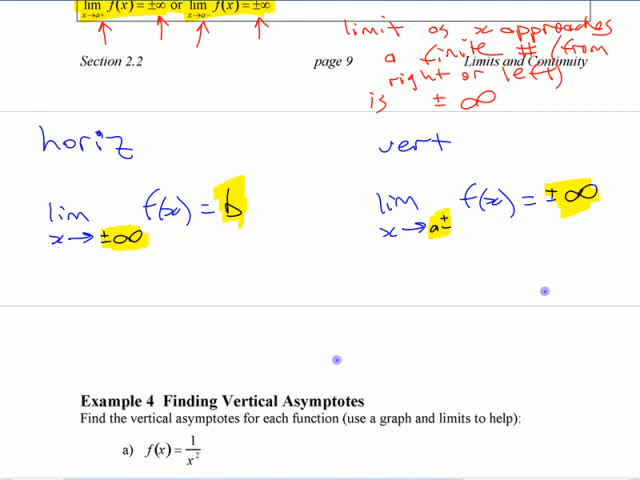 lim f(x) = ±∞ or lim f(x) = ±∞
x→a+ x→a−
limit as x approaches
a finite # (from
right or left)
is ± ∞
Section 2.2 page 9 Limits and Continuity
horiz vert
lim f(x) = b lim f(x) = ± ∞
x → ±∞ x → a±
Example 4 Finding Vertical Asymptotes
Find the vertical asymptotes for each function (use a graph and limits to help):
a) f(x) = 1/x²